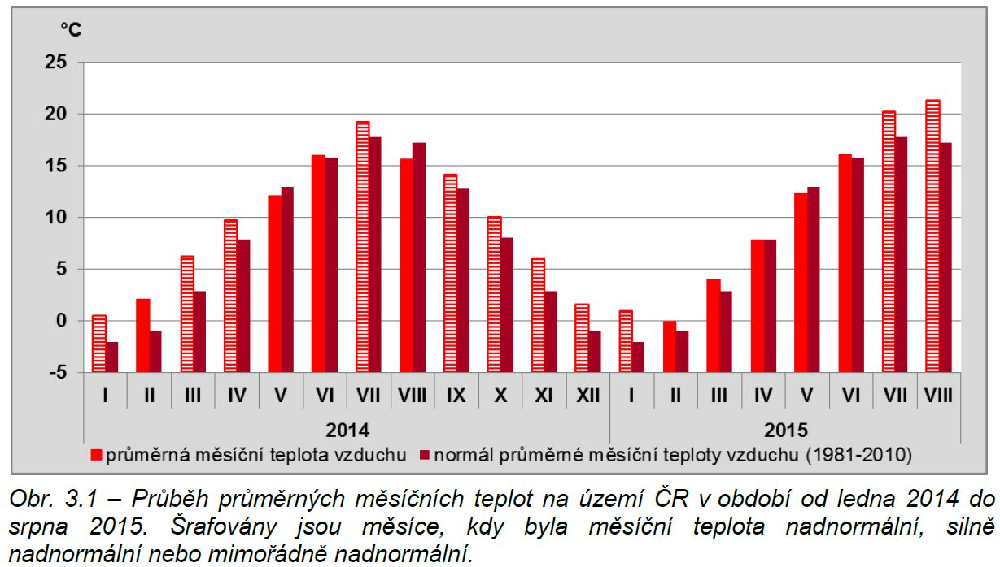 °C
25
20
15
10
5
0
-5
I II III IV V VI VII VIII IX X XI XII I II III IV V VI VII VIII
2014 2015
průměrná měsíční teplota vzduchu normál průměrné měsíční teploty vzduchu (1981-2010)
Obr. 3.1 – Průběh průměrných měsíčních teplot na území ČR v období od ledna 2014 do
srpna 2015. Šrafovány jsou měsíce, kdy byla měsíční teplota nadnormální, silně
nadnormální nebo mimořádně nadnormální.